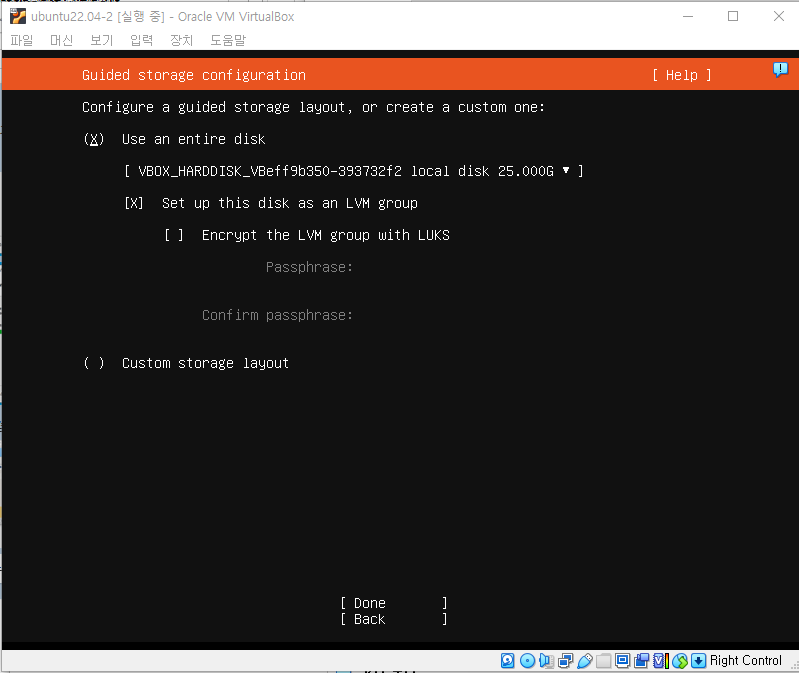 ubuntu22.04-2 [실행 중] - Oracle VM VirtualBox
파일 머신 보기 입력 장치 도움말
Guided storage configuration [ Help ]
Configure a guided storage layout, or create a custom one:
(X) Use an entire disk
[ VBOX_HARDDISK_VBeff9b350-393732f2 local disk 25.000G ▾ ]
[X] Set up this disk as an LVM group
[ ] Encrypt the LVM group with LUKS
Passphrase:
Confirm passphrase:
( ) Custom storage layout
[ Done ]
[ Back ]
Right Control